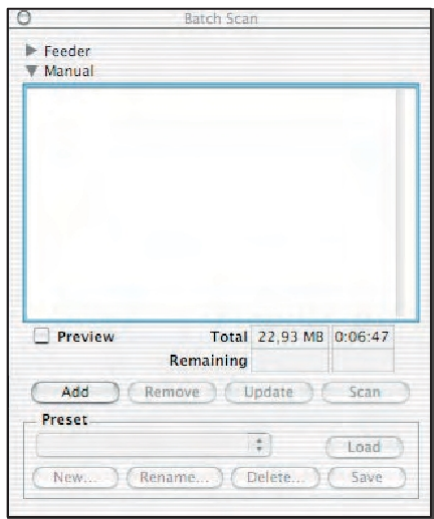 Batch Scan
Feeder
Manual
Preview Total 22,93 MB 0:06:47
Remaining
Add Remove Update Scan
Preset
Load
New... Rename... Delete... Save